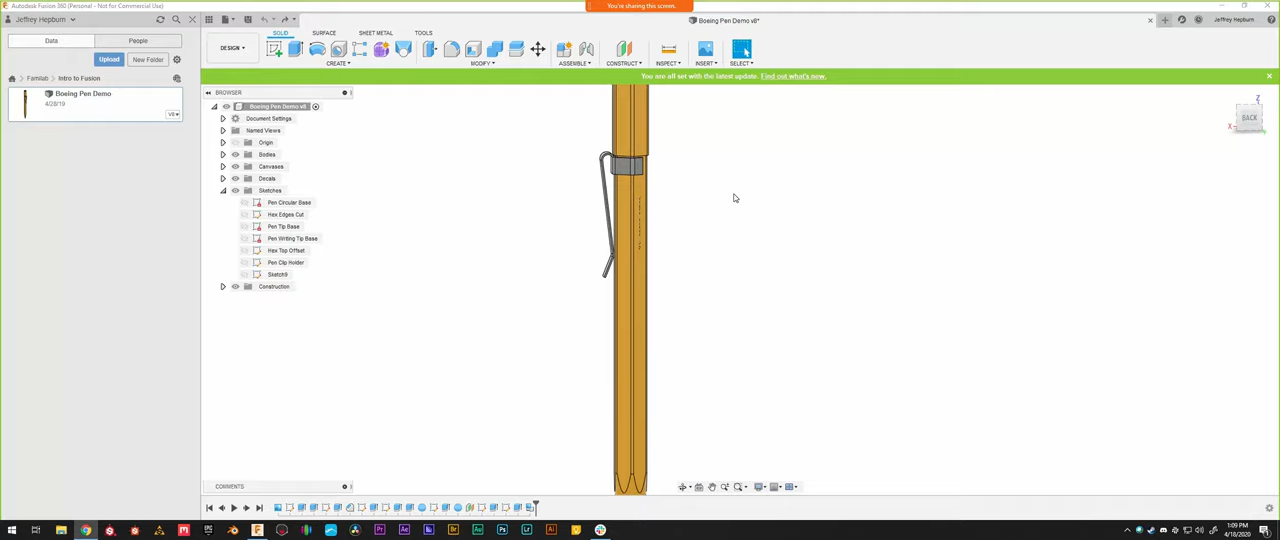 Autodesk Fusion 360 (Personal - Not for Commercial Use)
You're sharing this screen.
Jeffrey Hepburn
Boeing Pen Demo v8*
Jeffrey Hepburn
Data
People
Upload
New Folder
Familab
Intro to Fusion
Boeing Pen Demo
4/28/19
V8
DESIGN
SOLID
SURFACE
SHEET METAL
TOOLS
CREATE
MODIFY
ASSEMBLE
CONSTRUCT
INSPECT
INSERT
SELECT
You are all set with the latest update. Find out what's new.
BROWSER
Boeing Pen Demo v8
Document Settings
Named Views
Origin
Bodies
Canvases
Decals
Sketches
Pen Circular Base
Hex Edges Cut
Pen Tip Base
Pen Writing Tip Base
Hex Top Offset
Pen Clip Holder
Sketch9
Construction
Z
BACK
X
COMMENTS
1:09 PM
4/18/2020